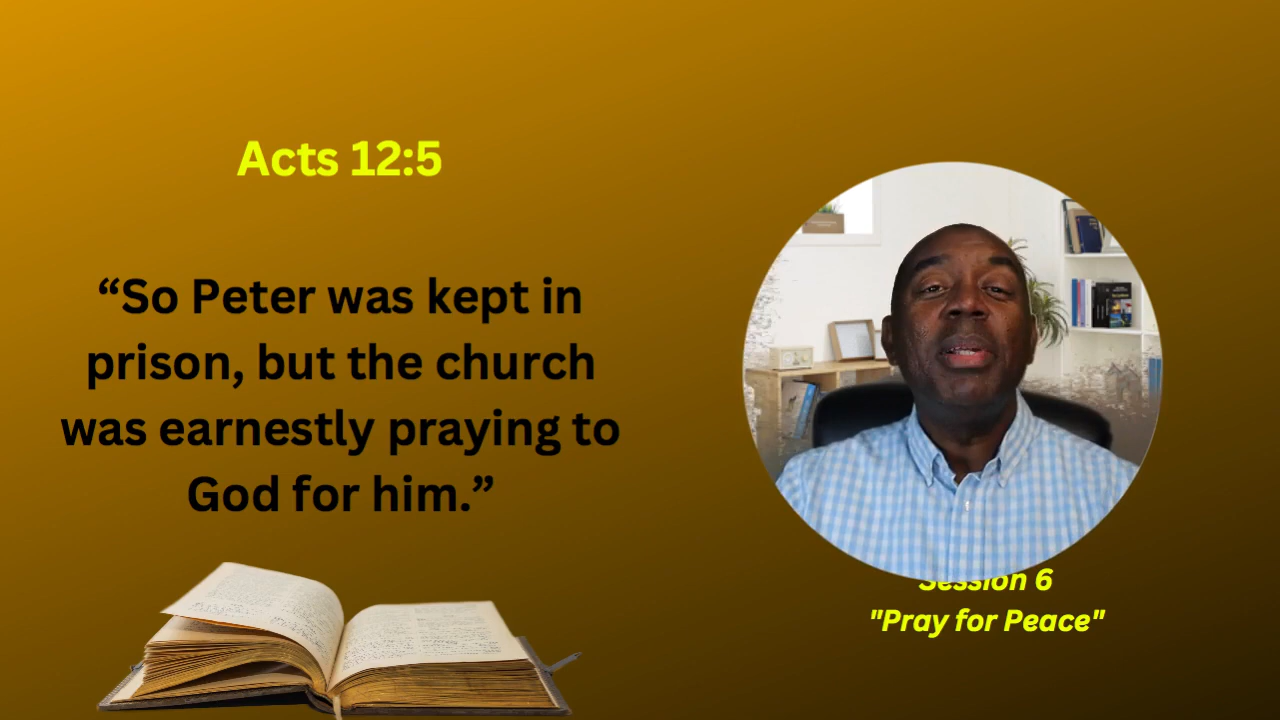 Acts 12:5
“So Peter was kept in
prison, but the church
was earnestly praying to
God for him.”
Session 6
"Pray for Peace"